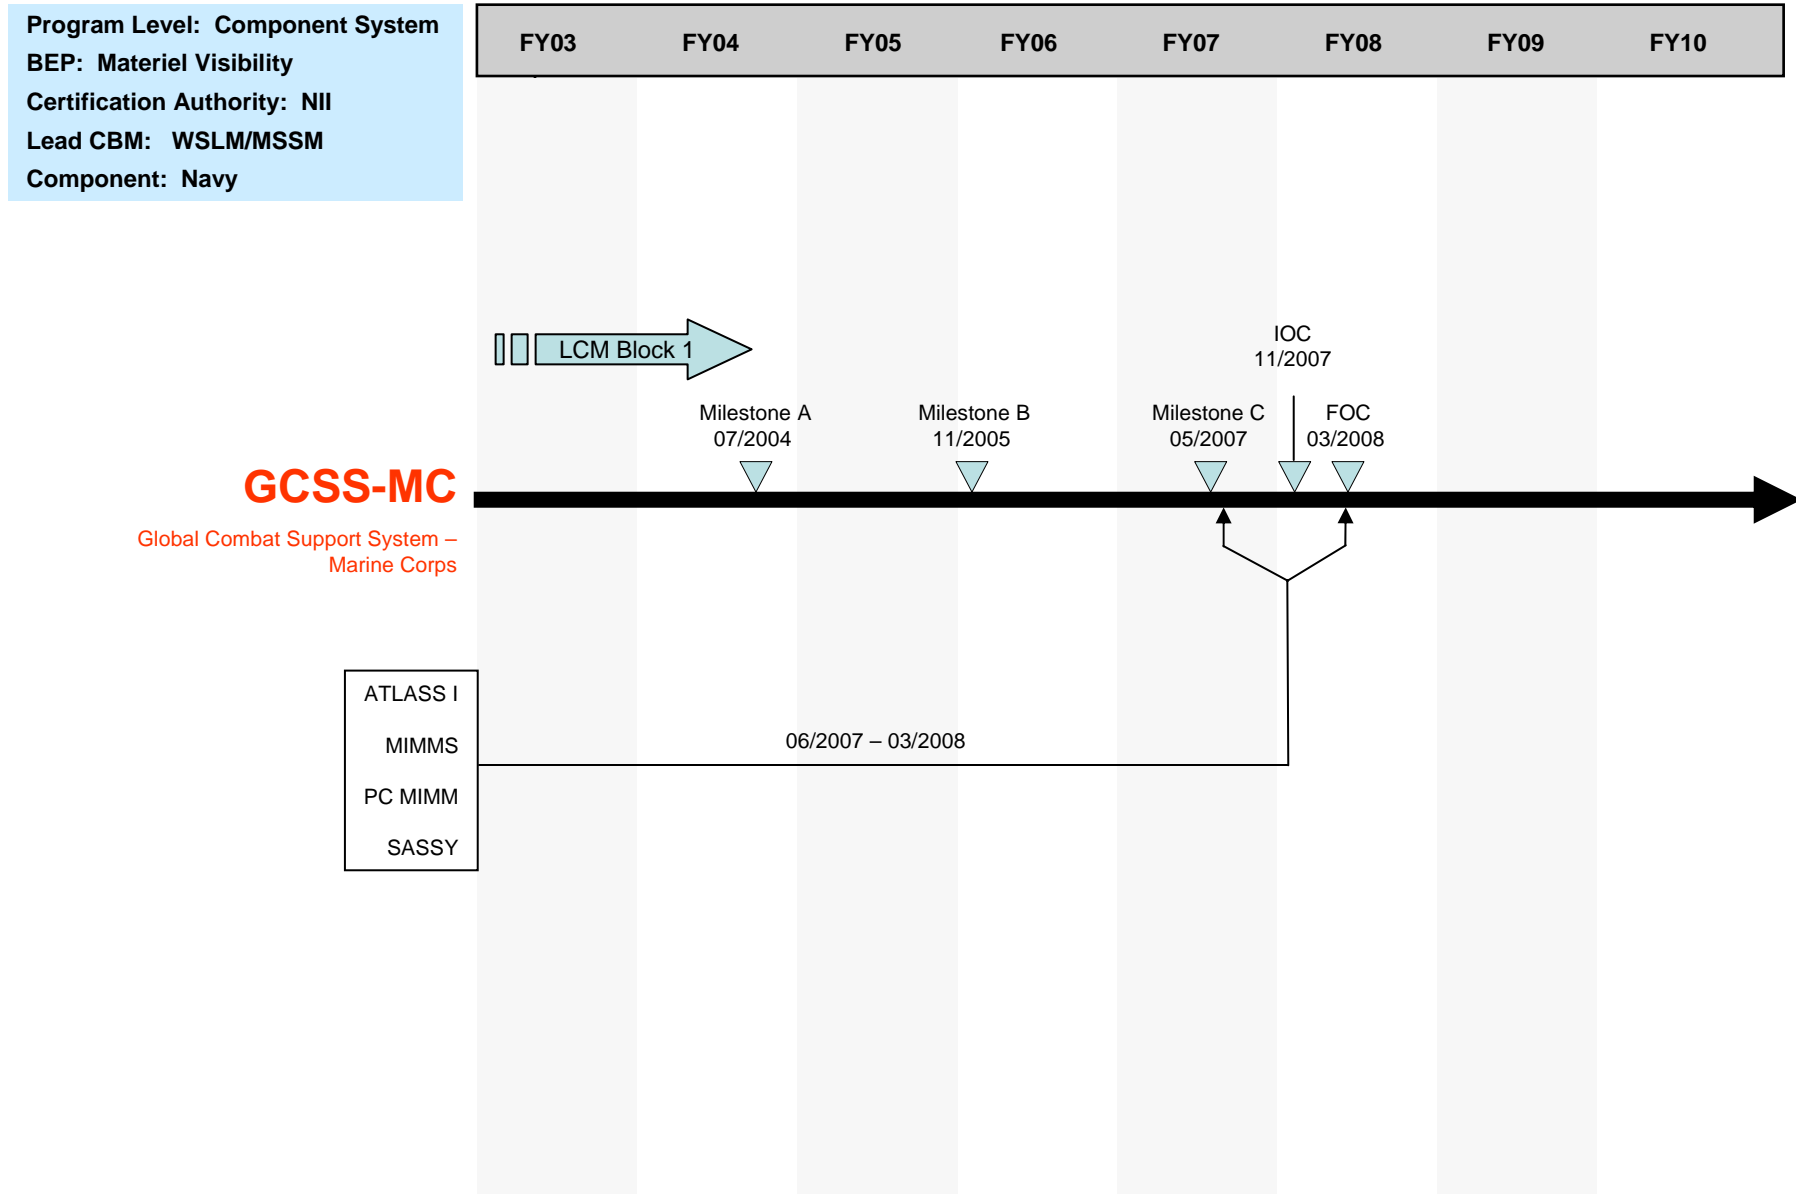 Program Level: Component System
BEP: Materiel Visibility
Certification Authority: NII
Lead CBM: WSLM/MSSM
Component: Navy
FY03 FY04 FY05 FY06 FY07 FY08 FY09 FY10
LCM Block 1
IOC
11/2007
Milestone A
07/2004
Milestone B
11/2005
Milestone C
05/2007
FOC
03/2008
GCSS-MC
Global Combat Support System –
Marine Corps
ATLASS I
MIMMS
PC MIMM
SASSY
06/2007 – 03/2008